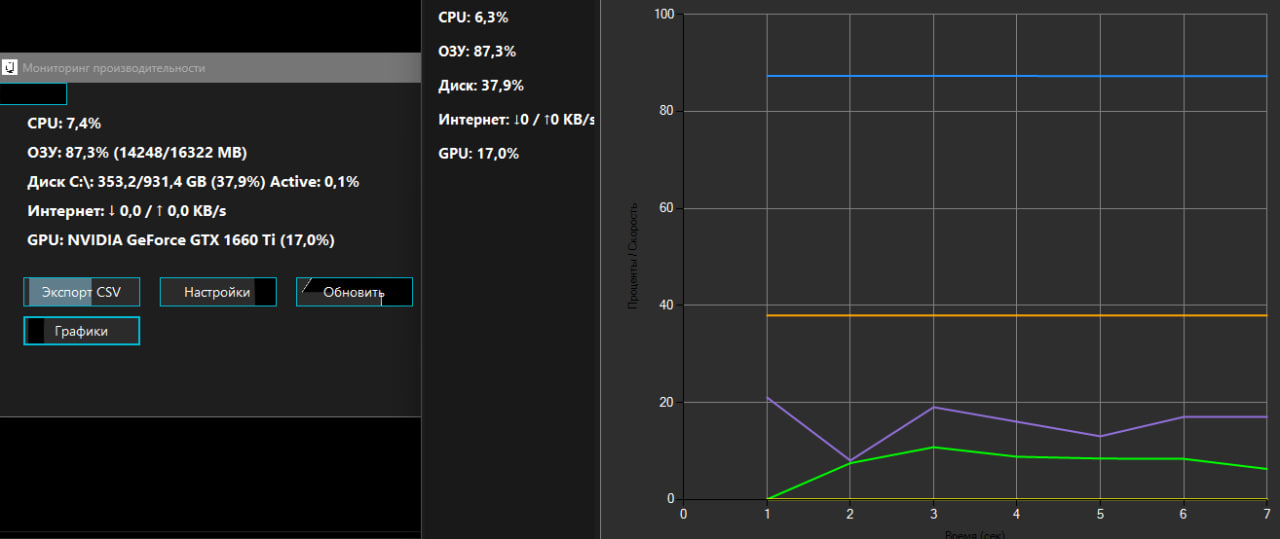 Мониторинг производительности
CPU: 7,4%
ОЗУ: 87,3% (14248/16322 MB)
Диск C:\: 353,2/931,4 GB (37,9%) Active: 0,1%
Интернет: ↓ 0,0 / ↑ 0,0 KB/s
GPU: NVIDIA GeForce GTX 1660 Ti (17,0%)
Экспорт CSV
Настройки
Обновить
Графики
CPU: 6,3%
ОЗУ: 87,3%
Диск: 37,9%
Интернет: ↓0 / ↑0 KB/s
GPU: 17,0%
Проценты / Скорость
100
80
60
40
20
0
0 1 2 3 4 5 6 7
Время (сек)